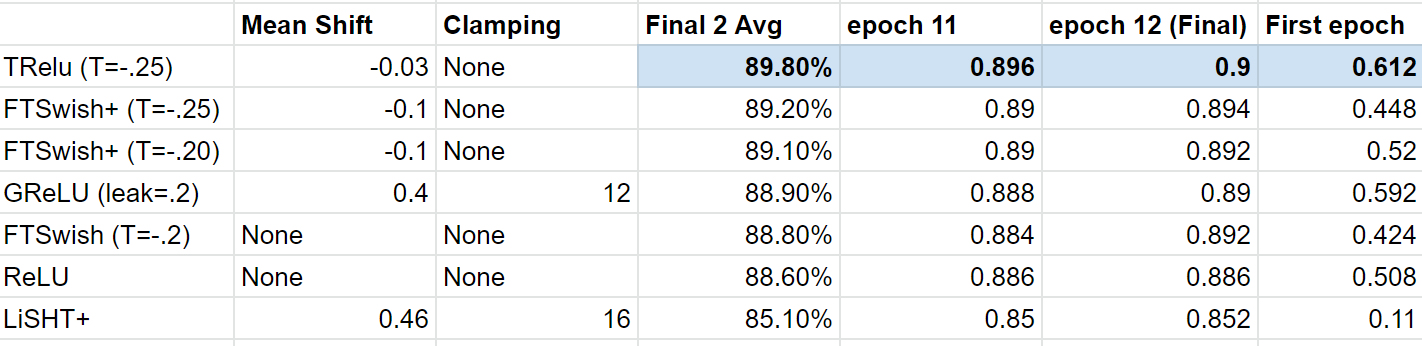 Mean Shift Clamping Final 2 Avg epoch 11 epoch 12 (Final) First epoch
TRelu (T=-.25) -0.03 None 89.80% 0.896 0.9 0.612
FTSwish+ (T=-.25) -0.1 None 89.20% 0.89 0.894 0.448
FTSwish+ (T=-.20) -0.1 None 89.10% 0.89 0.892 0.52
GReLU (leak=.2) 0.4 12 88.90% 0.888 0.89 0.592
FTSwish (T=-.2) None None 88.80% 0.884 0.892 0.424
ReLU None None 88.60% 0.886 0.886 0.508
LiSHT+ 0.46 16 85.10% 0.85 0.852 0.11